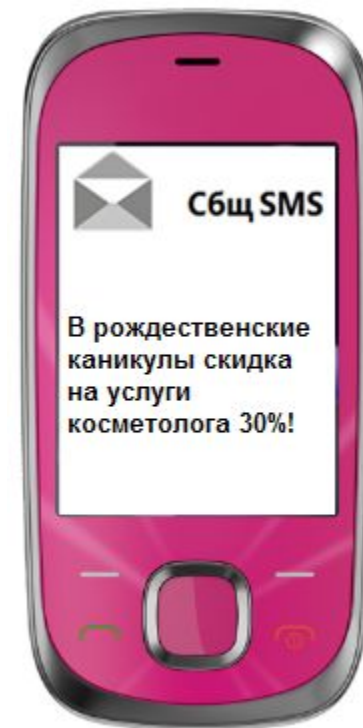 Сбщ SMS
В рождественские
каникулы скидка
на услуги
косметолога 30%!